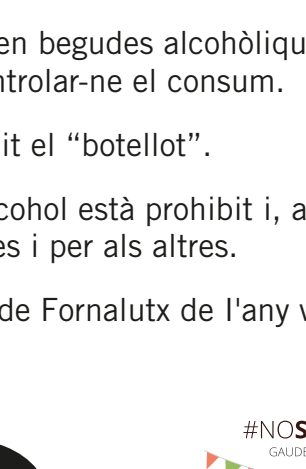 en begudes alcohòliqu
ntrolar-ne el consum.
it el “botellot”.
cohol està prohibit i, a
es i per als altres.
de Fornalutx de l'any v
#NOS
GAUDE